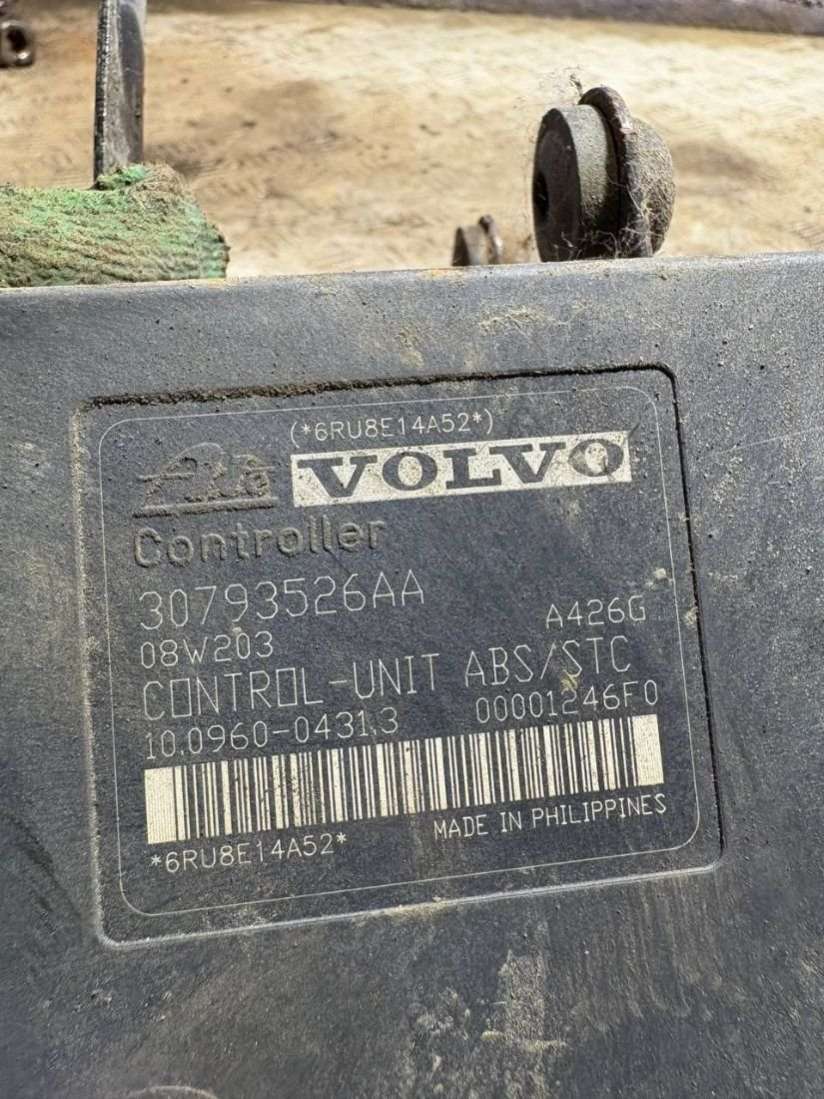 (*6RU8E14A52*)
ATE VOLVO
Controller
30793526AA
08W203 A426G
CONTROL-UNIT ABS/STC
10.0960-0431.3 00001246F0
*6RU8E14A52* MADE IN PHILIPPINES